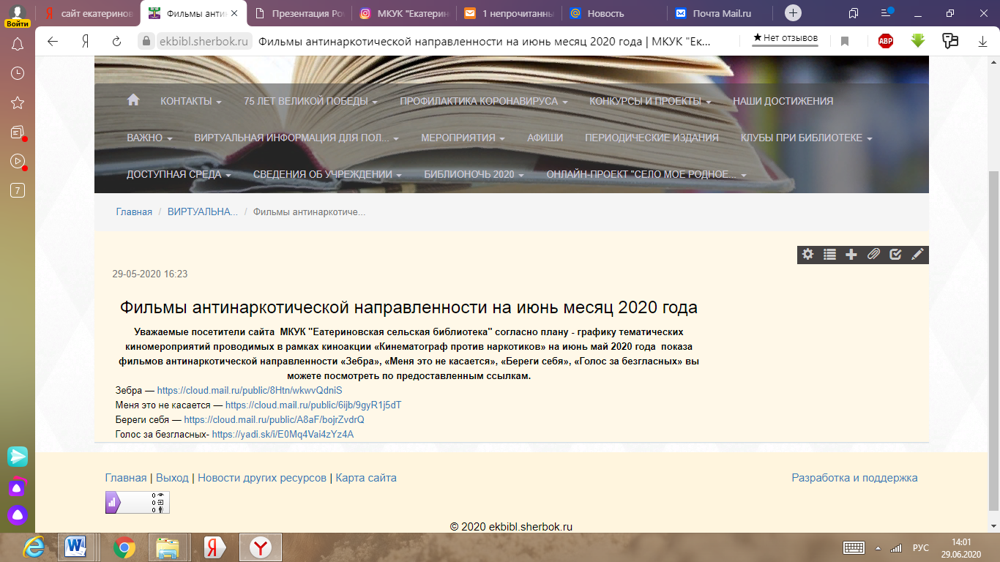 Войти
сайт екатеринов
Фильмы анти
Презентация Ро
МКУК "Екатерин
1 непрочитанны
Новость
Почта Mail.ru
ekbibl.sherbok.ru Фильмы антинаркотической направленности на июнь месяц 2020 года | МКУК "Ек...
★Нет отзывов
ABP
7
КОНТАКТЫ 75 ЛЕТ ВЕЛИКОЙ ПОБЕДЫ ПРОФИЛАКТИКА КОРОНАВИРУСА КОНКУРСЫ И ПРОЕКТЫ НАШИ ДОСТИЖЕНИЯ
ВАЖНО ВИРТУАЛЬНАЯ ИНФОРМАЦИЯ ДЛЯ ПОЛ... МЕРОПРИЯТИЯ АФИШИ ПЕРИОДИЧЕСКИЕ ИЗДАНИЯ КЛУБЫ ПРИ БИБЛИОТЕКЕ
ДОСТУПНАЯ СРЕДА СВЕДЕНИЯ ОБ УЧРЕЖДЕНИИ БИБЛИОНОЧЬ 2020 ОНЛАЙН-ПРОЕКТ "СЕЛО МОЕ РОДНОЕ...
Главная / ВИРТУАЛЬНА... / Фильмы антинаркотиче...
29-05-2020 16:23
Фильмы антинаркотической направленности на июнь месяц 2020 года
Уважаемые посетители сайта МКУК "Еатериновская сельская библиотека" согласно плану - графику тематических
киномероприятий проводимых в рамках киноакции «Кинематограф против наркотиков» на июнь май 2020 года показа
фильмов антинаркотической направленности «Зебра», «Меня это не касается», «Береги себя», «Голос за безгласных» вы
можете посмотреть по предоставленным ссылкам.
Зебра — https://cloud.mail.ru/public/8Htn/wkwvQdniS
Меня это не касается — https://cloud.mail.ru/public/6ijb/9gyR1j5dT
Береги себя — https://cloud.mail.ru/public/A8aF/bojrZvdrQ
Голос за безгласных- https://yadi.sk/i/E0Mq4Vai4zYz4A
Главная | Выход | Новости других ресурсов | Карта сайта
Разработка и поддержка
0
0
0
© 2020 ekbibl.sherbok.ru
РУС
14:01
29.06.2020